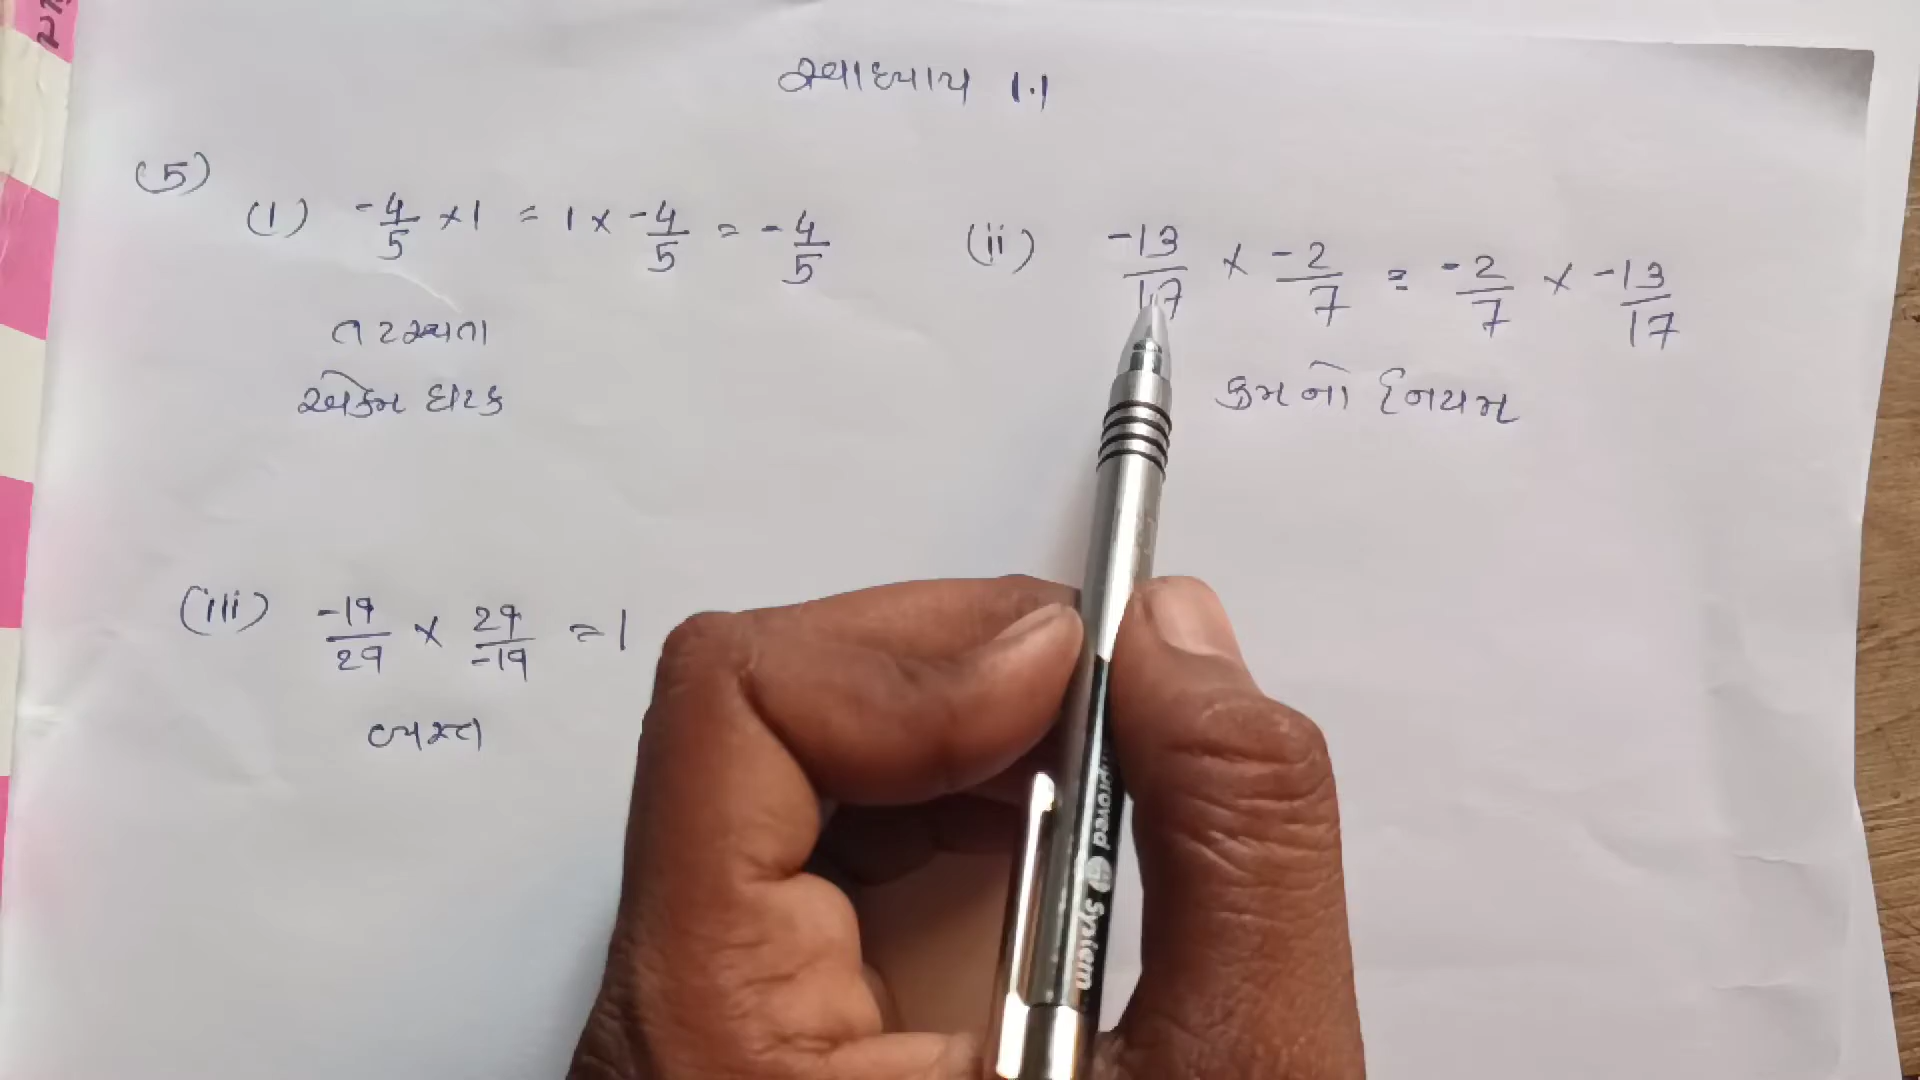 સ્વાધ્યાય 1.1
(5)
(i) -4/5 × 1 = 1 × -4/5 = -4/5
(ii) -13/17 × -2/7 = -2/7 × -13/17
તટસ્થતા
એકમ ઘટક
ક્રમનો નિયમ
(iii) -19/29 × 29/-19 = 1
વ્યસ્ત
proved System